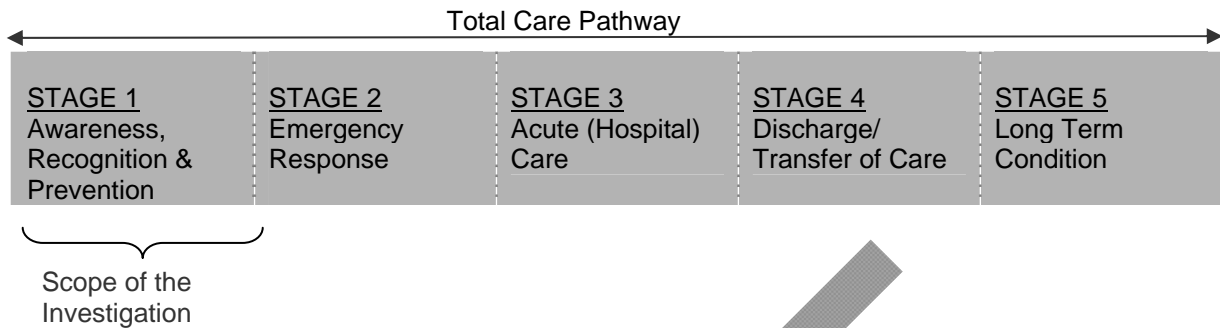 Total Care Pathway
STAGE 1
Awareness,
Recognition &
Prevention
STAGE 2
Emergency
Response
STAGE 3
Acute (Hospital)
Care
STAGE 4
Discharge/
Transfer of Care
STAGE 5
Long Term
Condition
Scope of the
Investigation